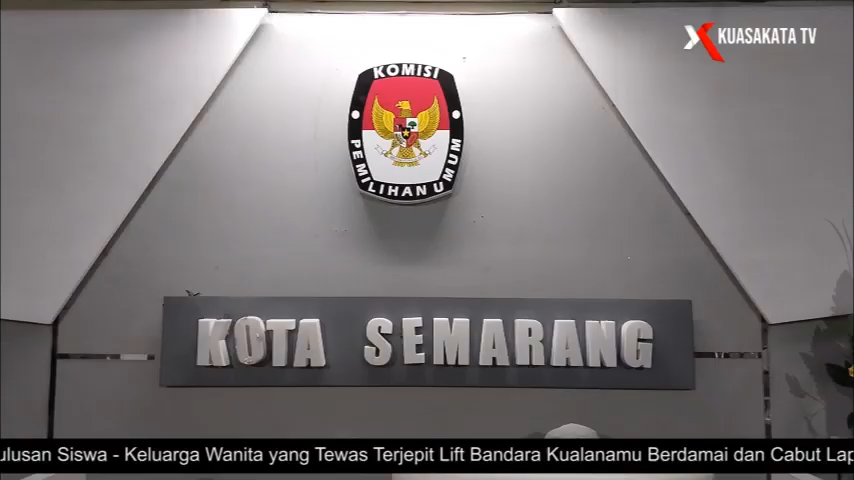 KUASAKATA TV
KOMISI
PEMILIHAN UMUM
KOTA SEMARANG
ulusan Siswa - Keluarga Wanita yang Tewas Terjepit Lift Bandara Kualanamu Berdamai dan Cabut Lap